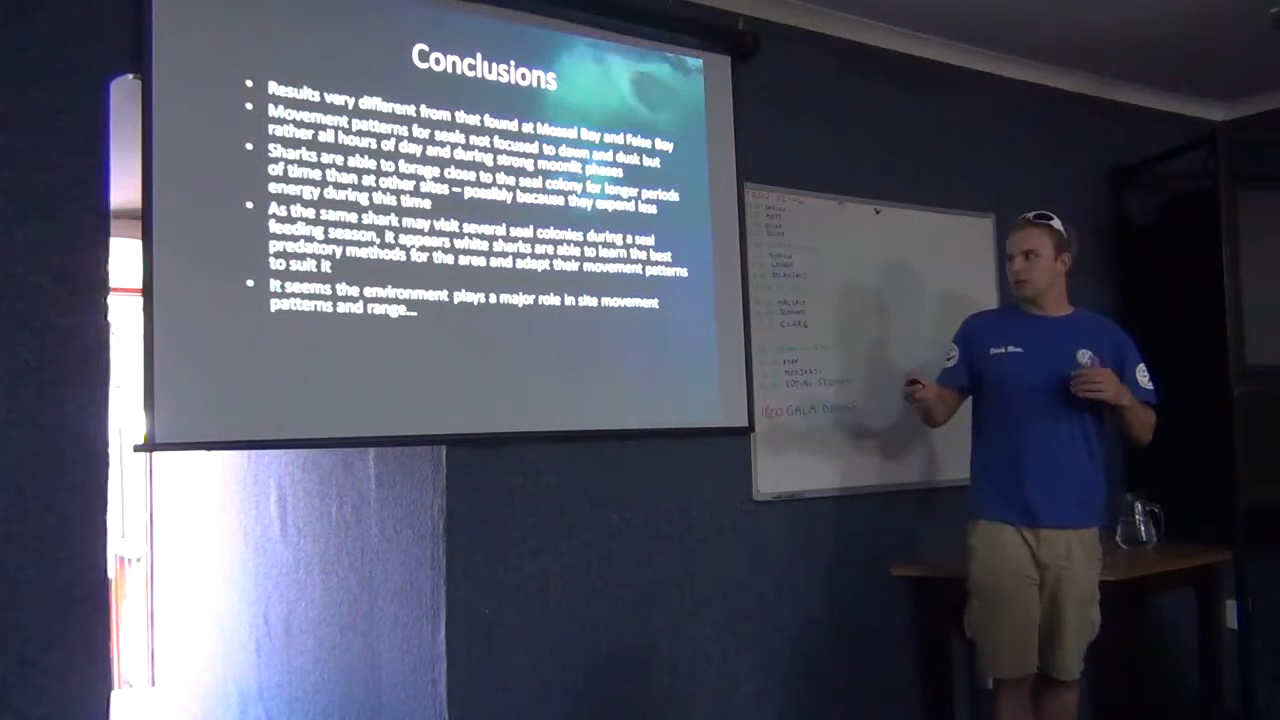 Conclusions
• Results very different from that found at Mossel Bay and False Bay
• Movement patterns for seals not focused to dawn and dusk but
rather all hours of day and during strong moonlit phases
• Sharks are able to forage close to the seal colony for longer periods
of time than at other sites – possibly because they expend less
energy during this time
• As the same shark may visit several seal colonies during a seal
feeding season, it appears white sharks are able to learn the best
predatory methods for the area and adapt their movement patterns
to suit it
• It seems the environment plays a major role in site movement
patterns and range...
CLARE
RYAN
1800 GALA DINNER